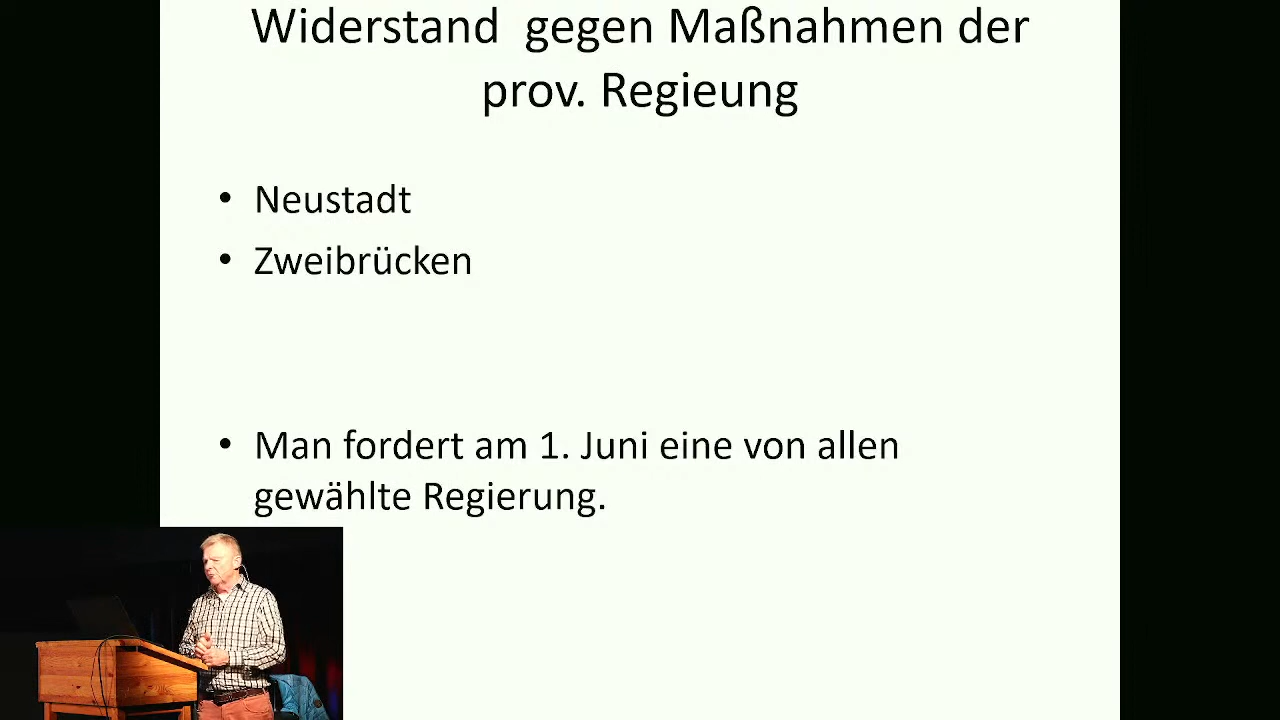 Widerstand  gegen Maßnahmen der
prov. Regieung
• Neustadt
• Zweibrücken
• Man fordert am 1. Juni eine von allen
gewählte Regierung.